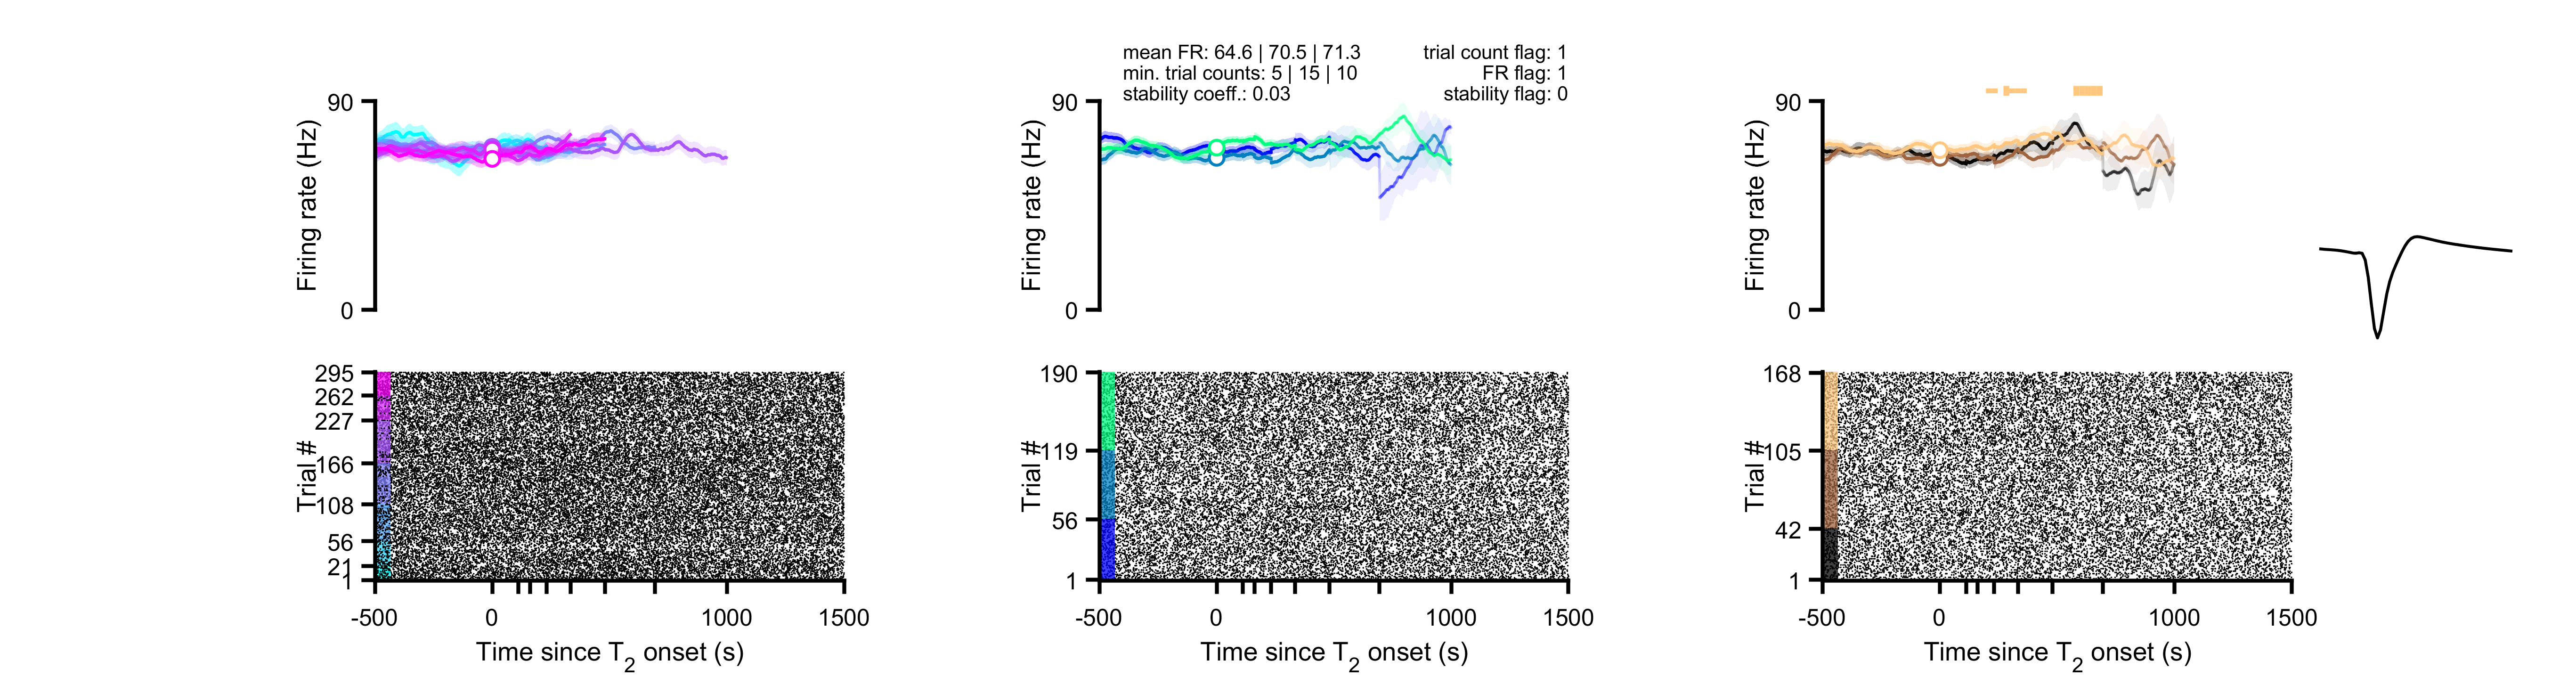 mean FR: 64.6 | 70.5 | 71.3
min. trial counts: 5 | 15 | 10
stability coeff.: 0.03
trial count flag: 1
FR flag: 1
stability flag: 0
90
Firing rate (Hz)
0
90
Firing rate (Hz)
0
90
Firing rate (Hz)
0
295
262
227
166
108
56
21
1
Trial #
-500
0
1000
1500
Time since T2 onset (s)
190
119
56
1
Trial #
-500
0
1000
1500
Time since T2 onset (s)
168
105
42
1
Trial #
-500
0
1000
1500
Time since T2 onset (s)